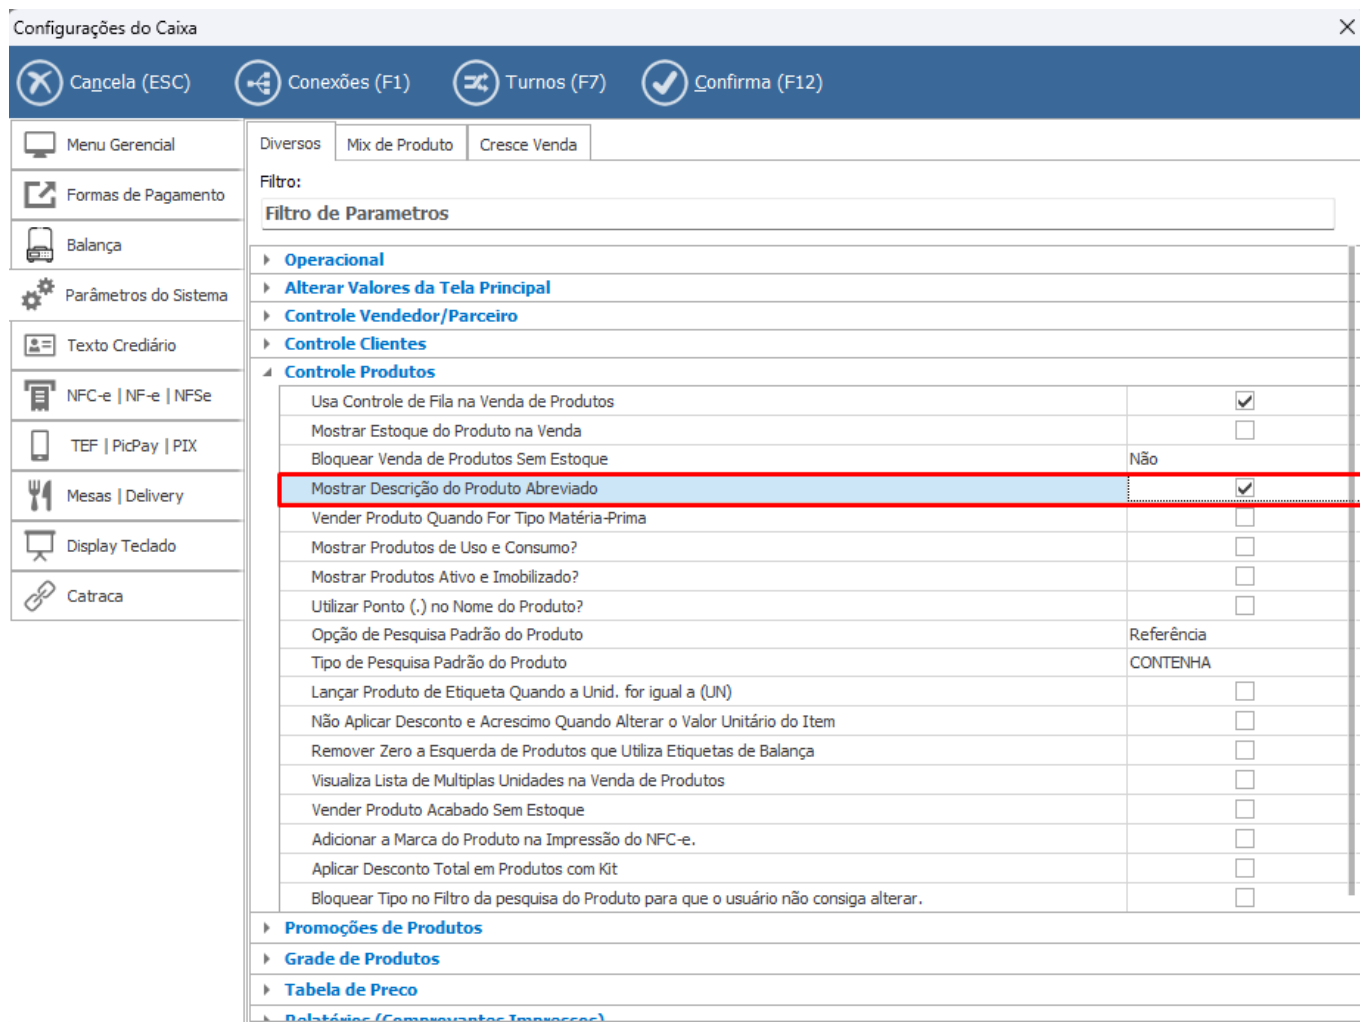 Configurações do Caixa
Cancela (ESC)
Conexões (F1)
Turnos (F7)
Confirma (F12)
Menu Gerencial
Formas de Pagamento
Balança
Parâmetros do Sistema
Texto Crediário
NFC-e | NF-e | NFSe
TEF | PicPay | PIX
Mesas | Delivery
Display Teclado
Catraca
Diversos
Mix de Produto
Cresce Venda
Filtro:
Filtro de Parametros
Operacional
Alterar Valores da Tela Principal
Controle Vendedor/Parceiro
Controle Clientes
Controle Produtos
Usa Controle de Fila na Venda de Produtos
Mostrar Estoque do Produto na Venda
Bloquear Venda de Produtos Sem Estoque Não
Mostrar Descrição do Produto Abreviado
Vender Produto Quando For Tipo Matéria-Prima
Mostrar Produtos de Uso e Consumo?
Mostrar Produtos Ativo e Imobilizado?
Utilizar Ponto (.) no Nome do Produto?
Opção de Pesquisa Padrão do Produto Referência
Tipo de Pesquisa Padrão do Produto CONTENHA
Lançar Produto de Etiqueta Quando a Unid. for igual a (UN)
Não Aplicar Desconto e Acrescimo Quando Alterar o Valor Unitário do Item
Remover Zero a Esquerda de Produtos que Utiliza Etiquetas de Balança
Visualiza Lista de Multiplas Unidades na Venda de Produtos
Vender Produto Acabado Sem Estoque
Adicionar a Marca do Produto na Impressão do NFC-e.
Aplicar Desconto Total em Produtos com Kit
Bloquear Tipo no Filtro da pesquisa do Produto para que o usuário não consiga alterar.
Promoções de Produtos
Grade de Produtos
Tabela de Preco
Relatórios (Comprovantes Impressos)